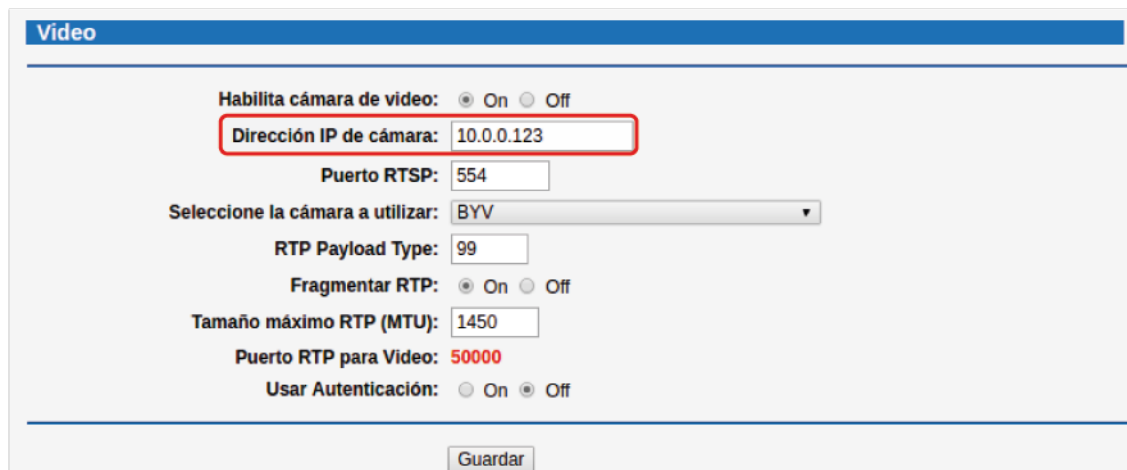 Video
Habilita cámara de video: On Off
Dirección IP de cámara: 10.0.0.123
Puerto RTSP: 554
Seleccione la cámara a utilizar: BYV
RTP Payload Type: 99
Fragmentar RTP: On Off
Tamaño máximo RTP (MTU): 1450
Puerto RTP para Video: 50000
Usar Autenticación: On Off
Guardar